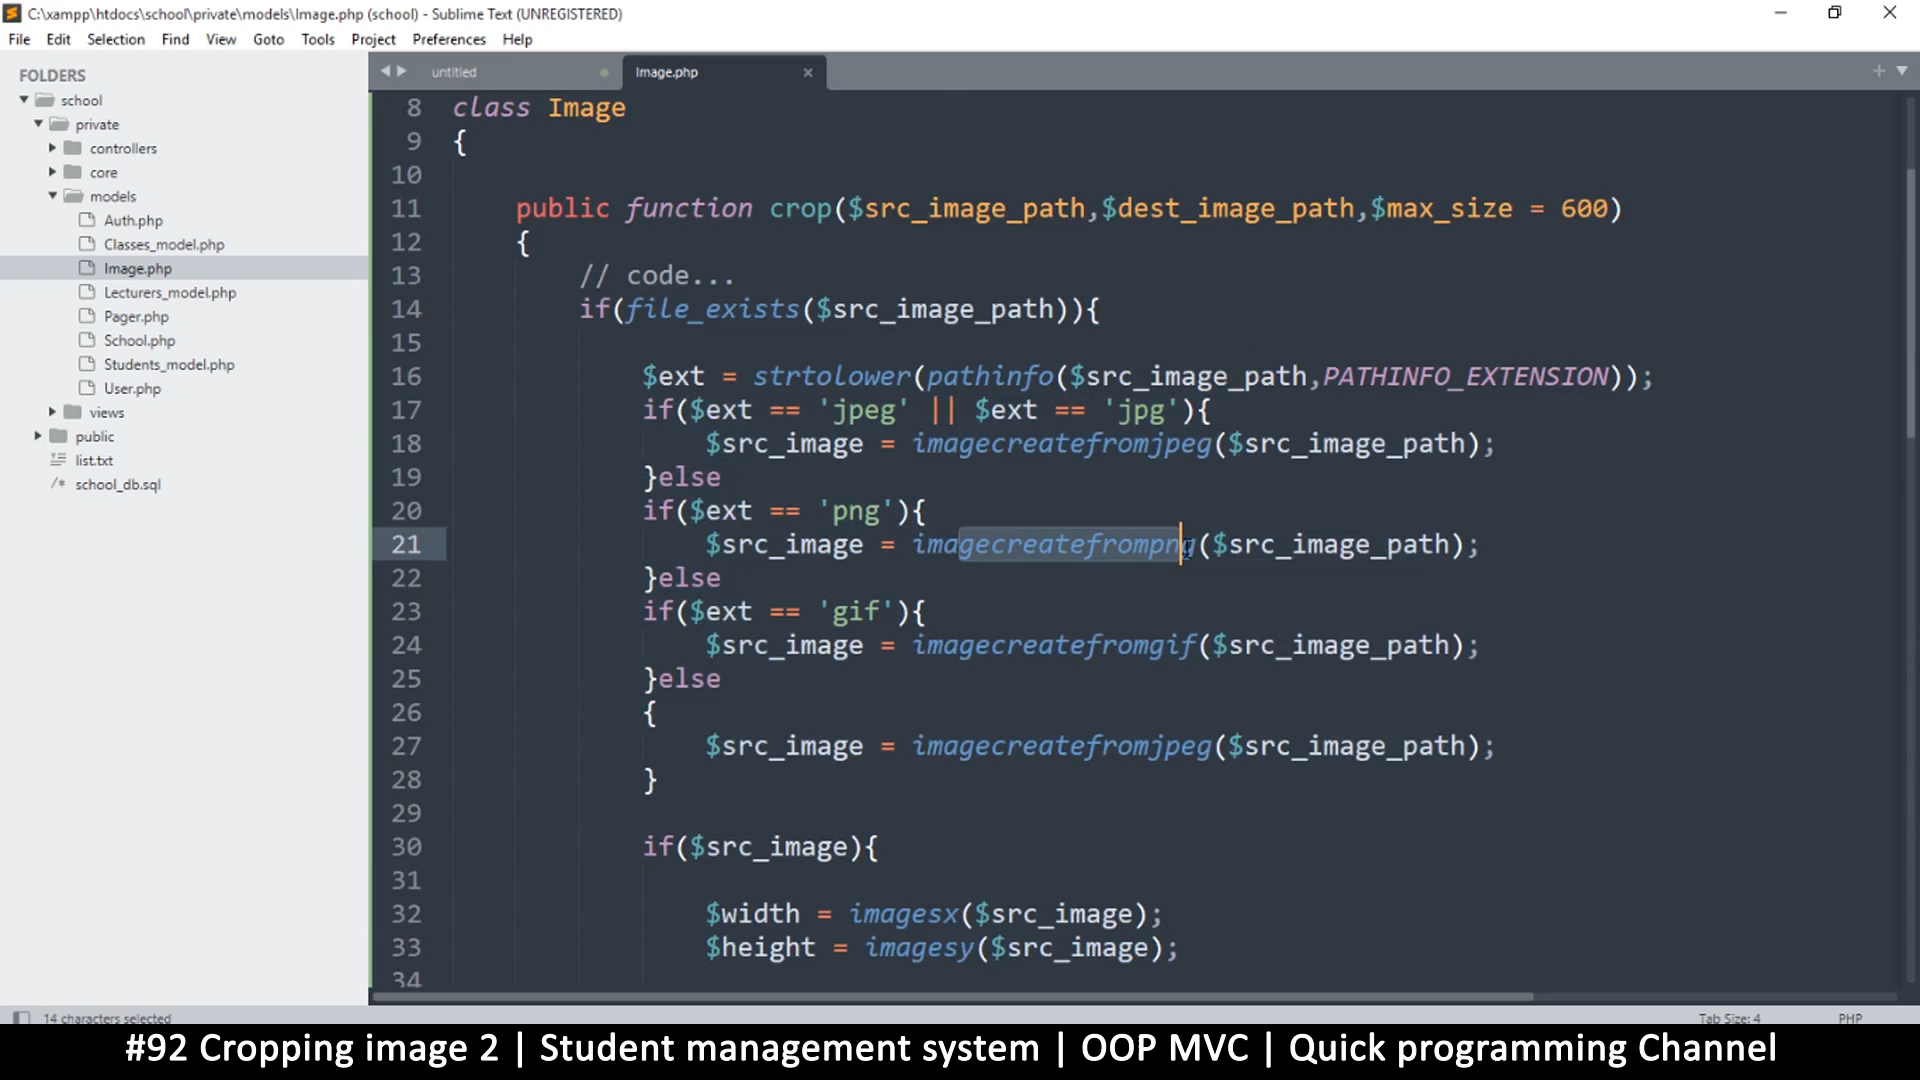 C:\xampp\htdocs\school\private\models\Image.php (school) - Sublime Text (UNREGISTERED)
File Edit Selection Find View Goto Tools Project Preferences Help
FOLDERS
school
private
controllers
core
models
Auth.php
Classes_model.php
Image.php
Lecturers_model.php
Pager.php
School.php
Students_model.php
User.php
views
public
list.txt
/* school_db.sql
untitled
Image.php
8 class Image
9 {
10
11 public function crop($src_image_path,$dest_image_path,$max_size = 600)
12 {
13 // code...
14 if(file_exists($src_image_path)){
15
16 $ext = strtolower(pathinfo($src_image_path,PATHINFO_EXTENSION));
17 if($ext == 'jpeg' || $ext == 'jpg'){
18 $src_image = imagecreatefromjpeg($src_image_path);
19 }else
20 if($ext == 'png'){
21 $src_image = imagecreatefrompng($src_image_path);
22 }else
23 if($ext == 'gif'){
24 $src_image = imagecreatefromgif($src_image_path);
25 }else
26 {
27 $src_image = imagecreatefromjpeg($src_image_path);
28 }
29
30 if($src_image){
31
32 $width = imagesx($src_image);
33 $height = imagesy($src_image);
34
14 characters selected
Tab Size: 4 PHP
#92 Cropping image 2 | Student management system | OOP MVC | Quick programming Channel